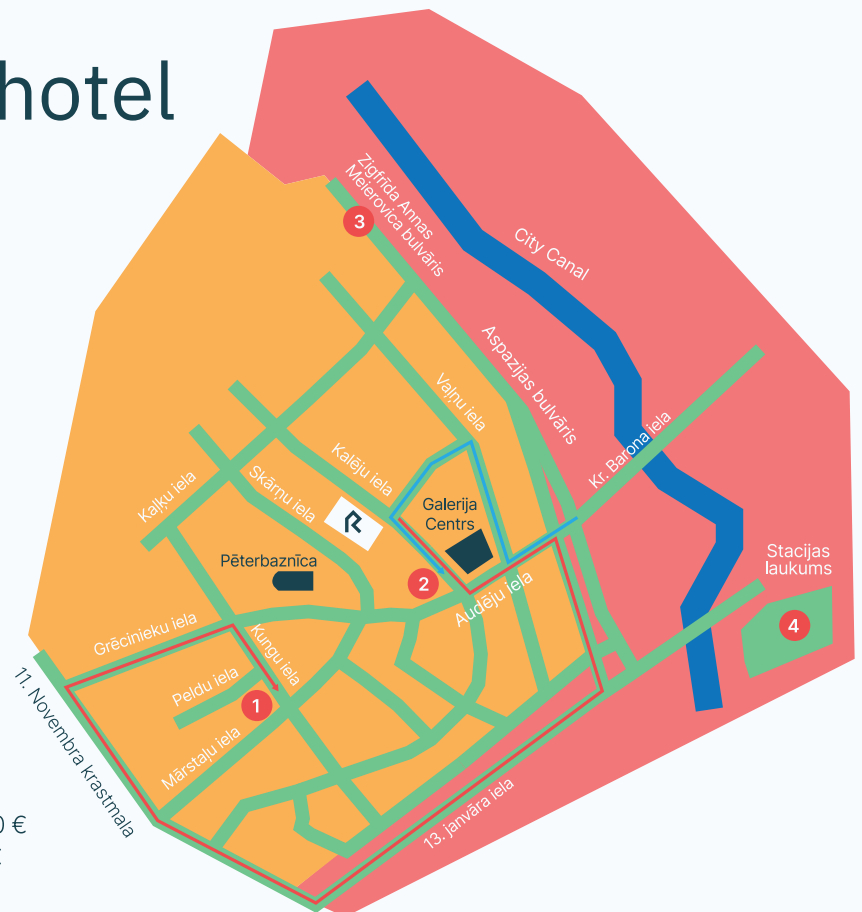 hotel
Zigfrīda Annas
Meierovica bulvāris
3
City Canal
Aspazijas bulvāris
Vaļņu iela
Kr. Barona iela
Kalēju iela
Kaļķu iela
Skārņu iela
Galerija
Centrs
Pēterbaznīca
2
Audēju iela
Stacijas
laukums
4
Grēcinieku iela
Kungu iela
Peldu iela
1
11. Novembra krastmala
Mārstaļu iela
13. janvāra iela
0 €